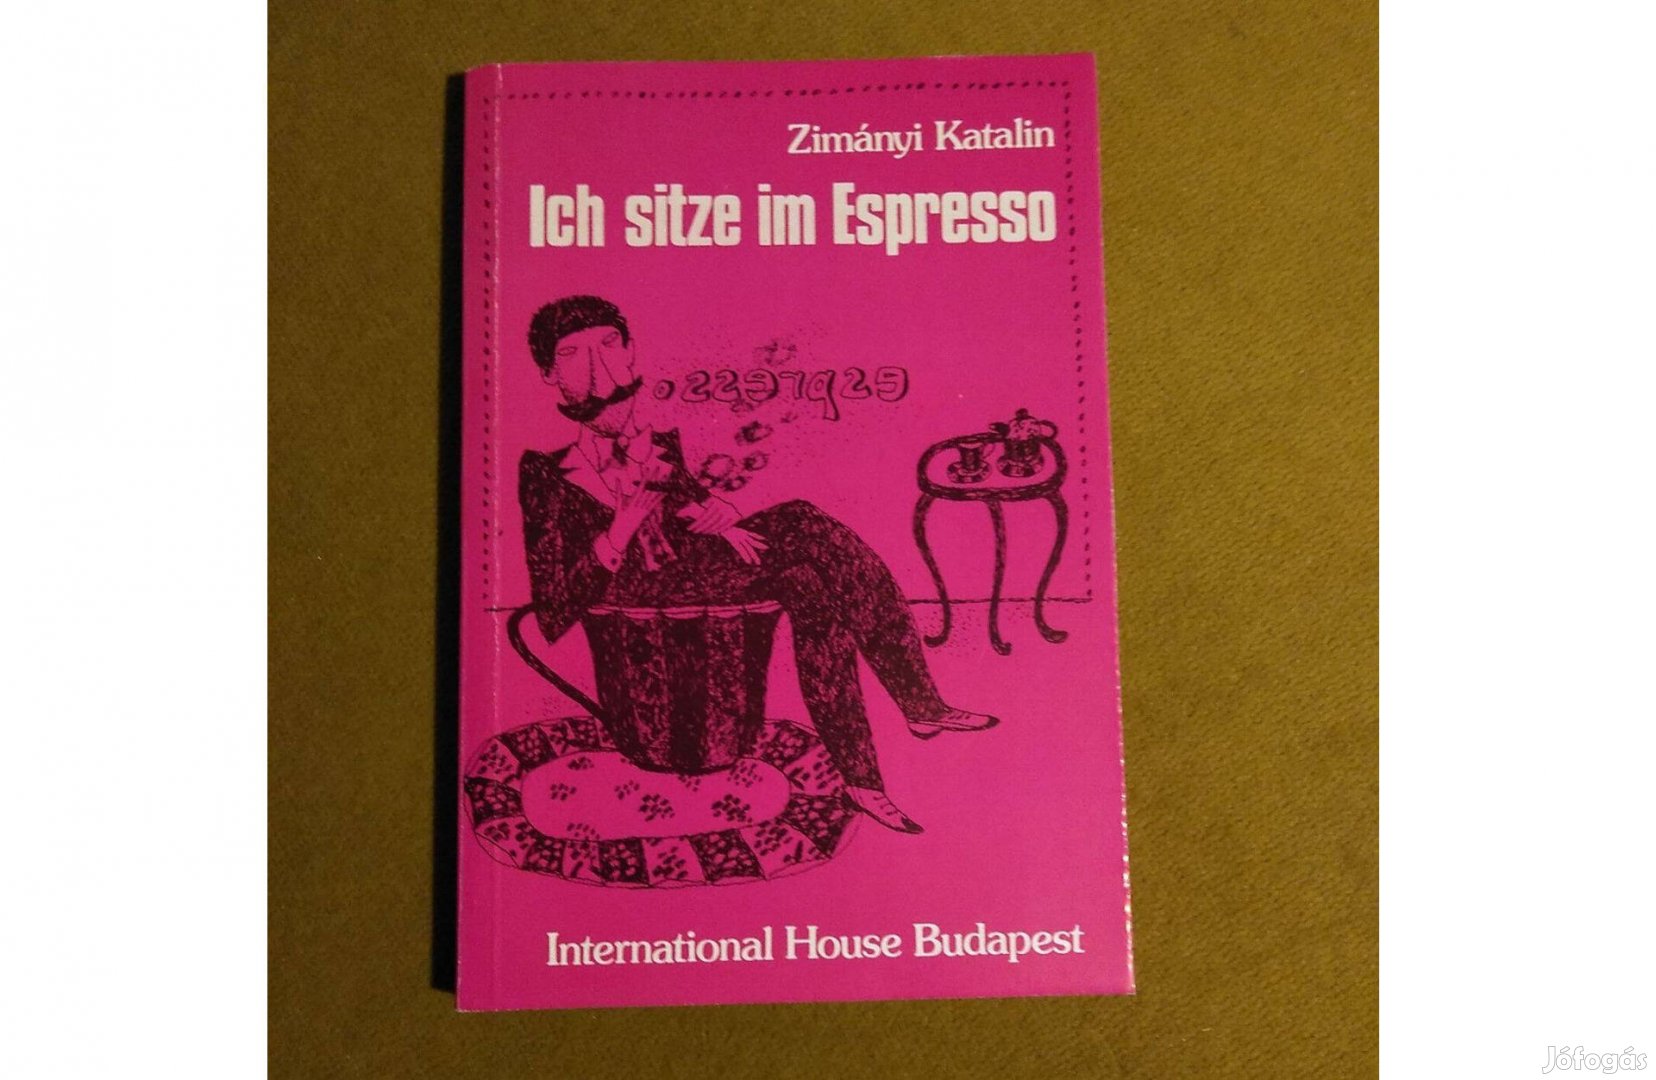 Zimányi Katalin
Ich sitze im Espresso
International House Budapest
Jófogás